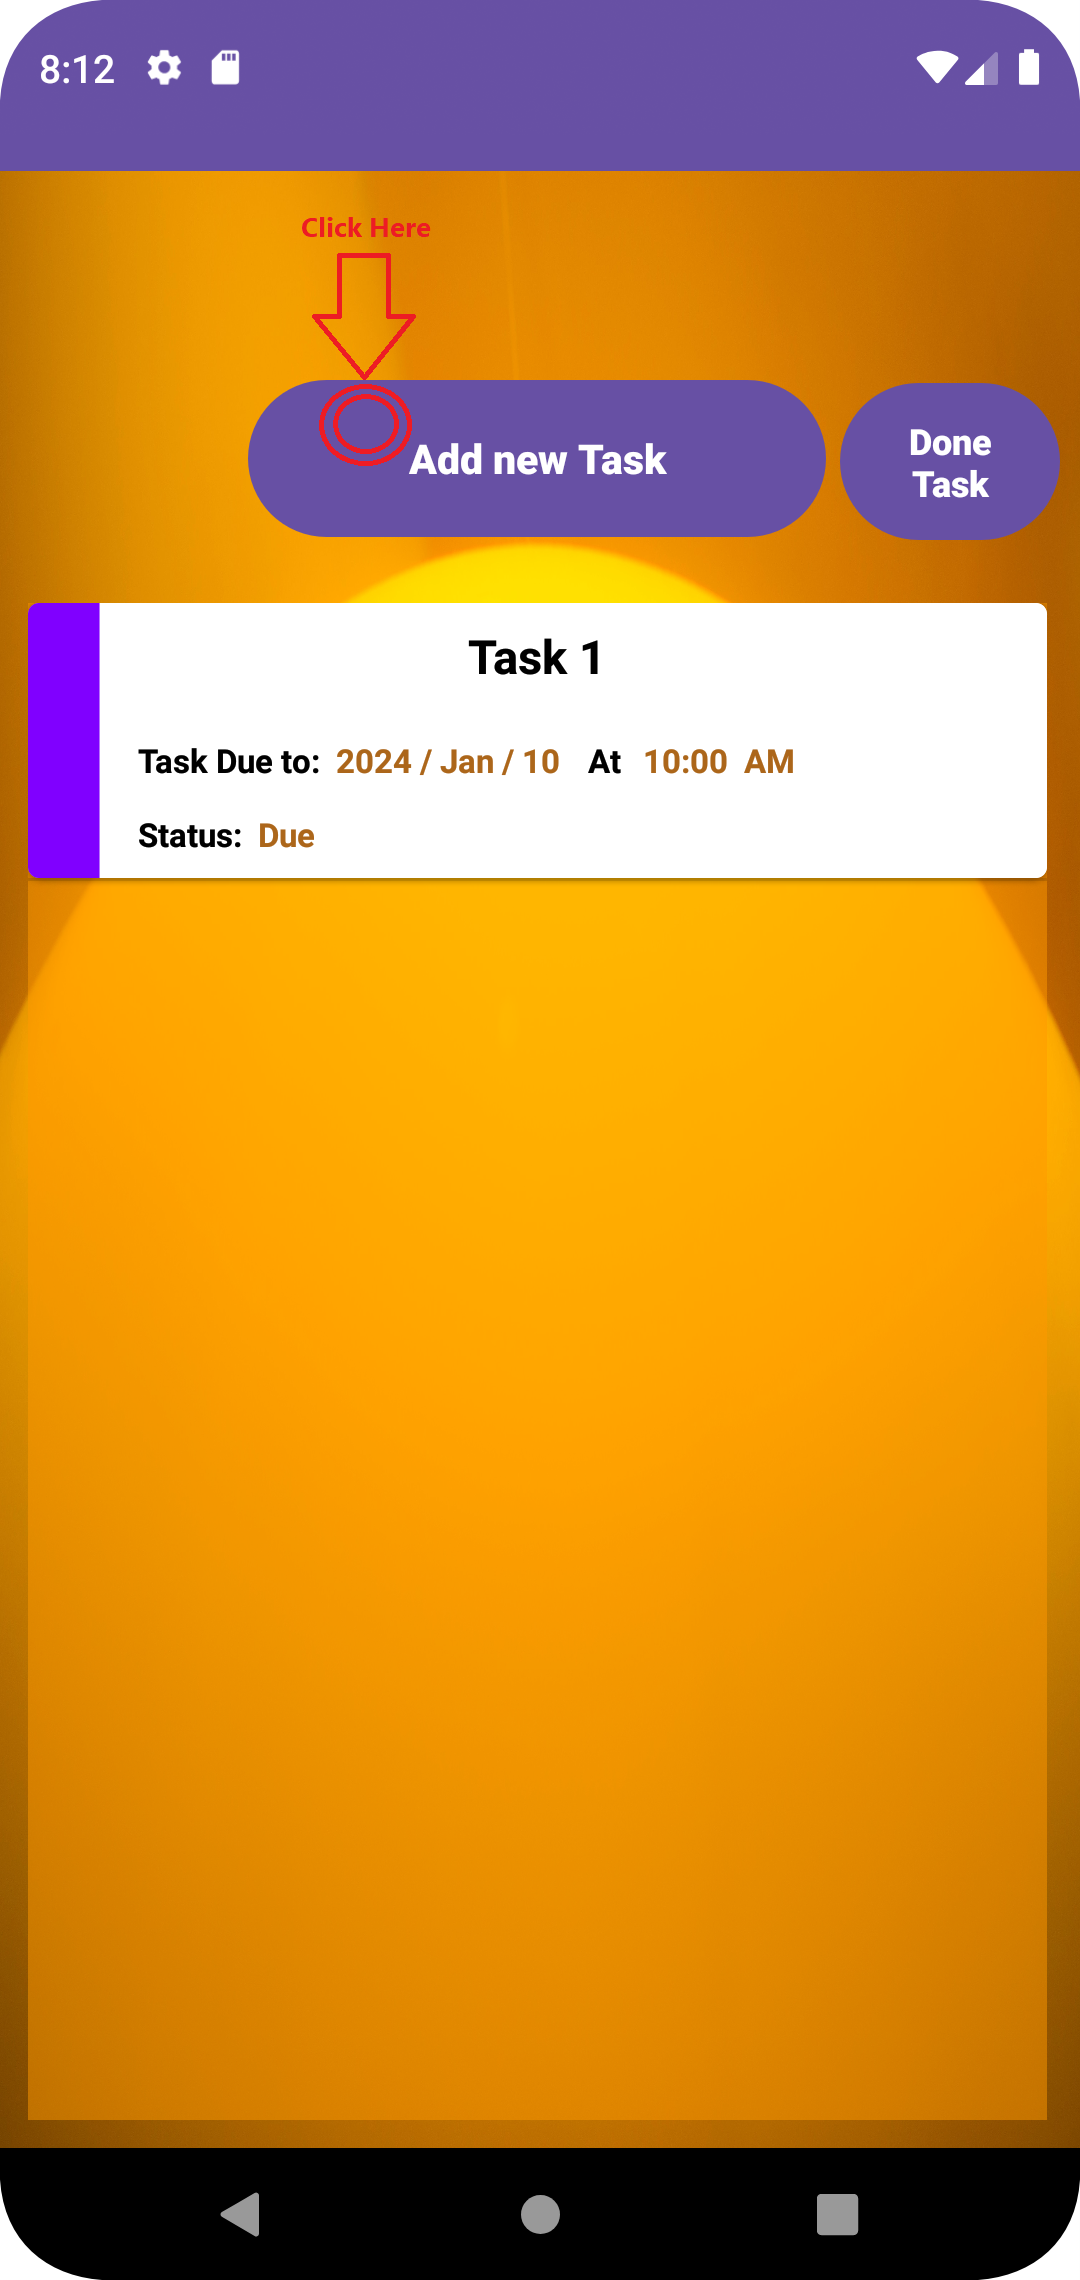 8:12
Click Here
Add new Task
Done
Task
Task 1
Task Due to: 2024 / Jan / 10 At 10:00 AM
Status: Due